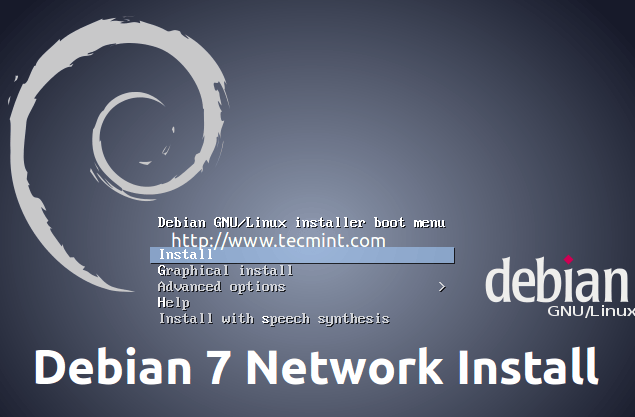 Debian GNU/Linux installer boot menu
http://www.tecmint.com
Install
Graphical install
Advanced options >
Help
Install with speech synthesis
debian
GNU/Linux
Debian 7 Network Install